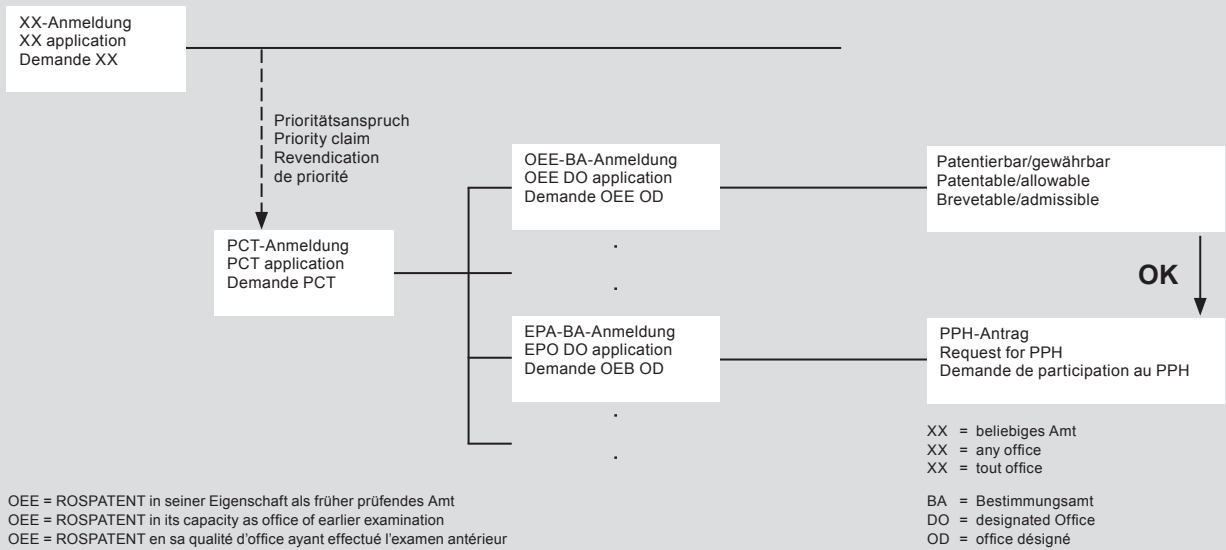 XX-Anmeldung
XX application
Demande XX
Prioritätsanspruch
Priority claim
Revendication
de priorité
OEE-BA-Anmeldung
OEE DO application
Demande OEE OD
Patentierbar/gewährbar
Patentable/allowable
Brevetable/admissible
PCT-Anmeldung
PCT application
Demande PCT
OK
EPA-BA-Anmeldung
EPO DO application
Demande OEB OD
PPH-Antrag
Request for PPH
Demande de participation au PPH
XX = beliebiges Amt
XX = any office
XX = tout office
OEE = ROSPATENT in seiner Eigenschaft als früher prüfendes Amt
OEE = ROSPATENT in its capacity as office of earlier examination
OEE = ROSPATENT en sa qualité d'office ayant effectué l'examen antérieur
BA = Bestimmungsamt
DO = designated Office
OD = office désigné